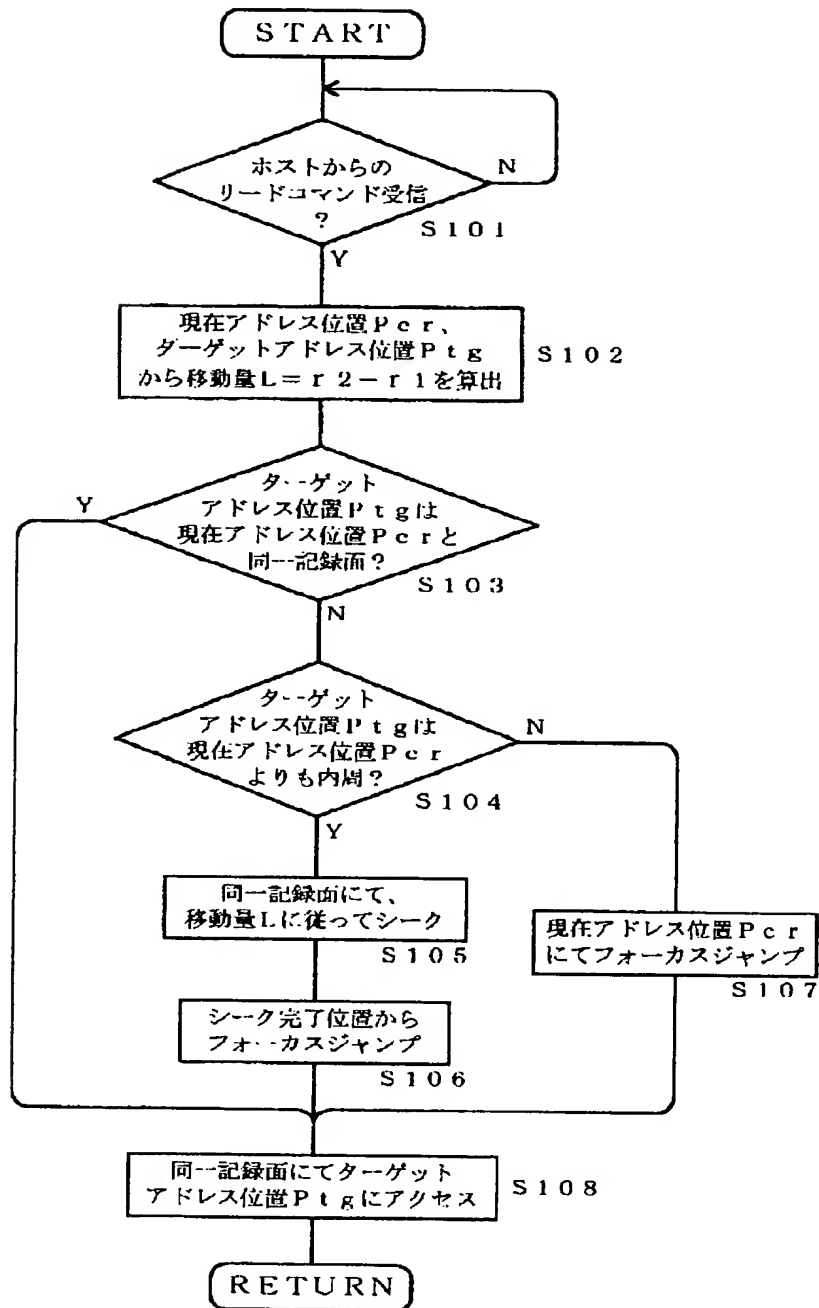 START
ホストからの
リードコマンド受信
?
N
S101
Y
現在アドレス位置Pcr、
ターゲットアドレス位置Ptg
から移動量L=r2-r1を算出
S102
ターゲット
アドレス位置Ptgは
現在アドレス位置Pcrと
同一記録面?
Y
S103
N
ターゲット
アドレス位置Ptgは
現在アドレス位置Pcr
よりも内周?
N
S104
Y
同一記録面にて、
移動量Lに従ってシーク
S105
現在アドレス位置Pcr
にてフォーカスジャンプ
S107
シーク完了位置から
フォーカスジャンプ
S106
同一記録面にてターゲット
アドレス位置Ptgにアクセス
S108
RETURN